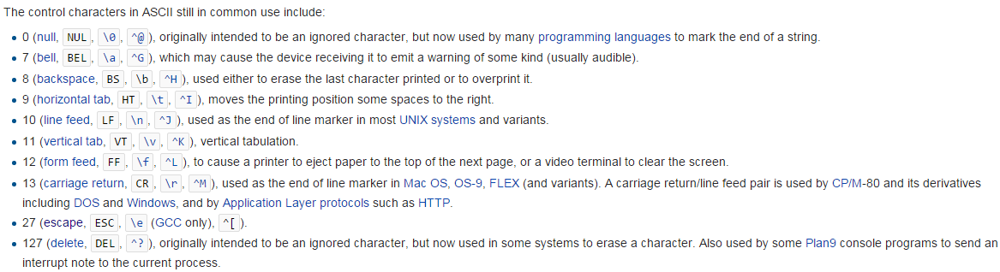 The control characters in ASCII still in common use include:
• 0 (null, NUL, \0, ^@), originally intended to be an ignored character, but now used by many programming languages to mark the end of a string.
• 7 (bell, BEL, \a, ^G), which may cause the device receiving it to emit a warning of some kind (usually audible).
• 8 (backspace, BS, \b, ^H), used either to erase the last character printed or to overprint it.
• 9 (horizontal tab, HT, \t, ^I), moves the printing position some spaces to the right.
• 10 (line feed, LF, \n, ^J), used as the end of line marker in most UNIX systems and variants.
• 11 (vertical tab, VT, \v, ^K), vertical tabulation.
• 12 (form feed, FF, \f, ^L), to cause a printer to eject paper to the top of the next page, or a video terminal to clear the screen.
• 13 (carriage return, CR, \r, ^M), used as the end of line marker in Mac OS, OS-9, FLEX (and variants). A carriage return/line feed pair is used by CP/M-80 and its derivatives
including DOS and Windows, and by Application Layer protocols such as HTTP.
• 27 (escape, ESC, \e (GCC only), ^[).
• 127 (delete, DEL, ^?), originally intended to be an ignored character, but now used in some systems to erase a character. Also used by some Plan9 console programs to send an
interrupt note to the current process.